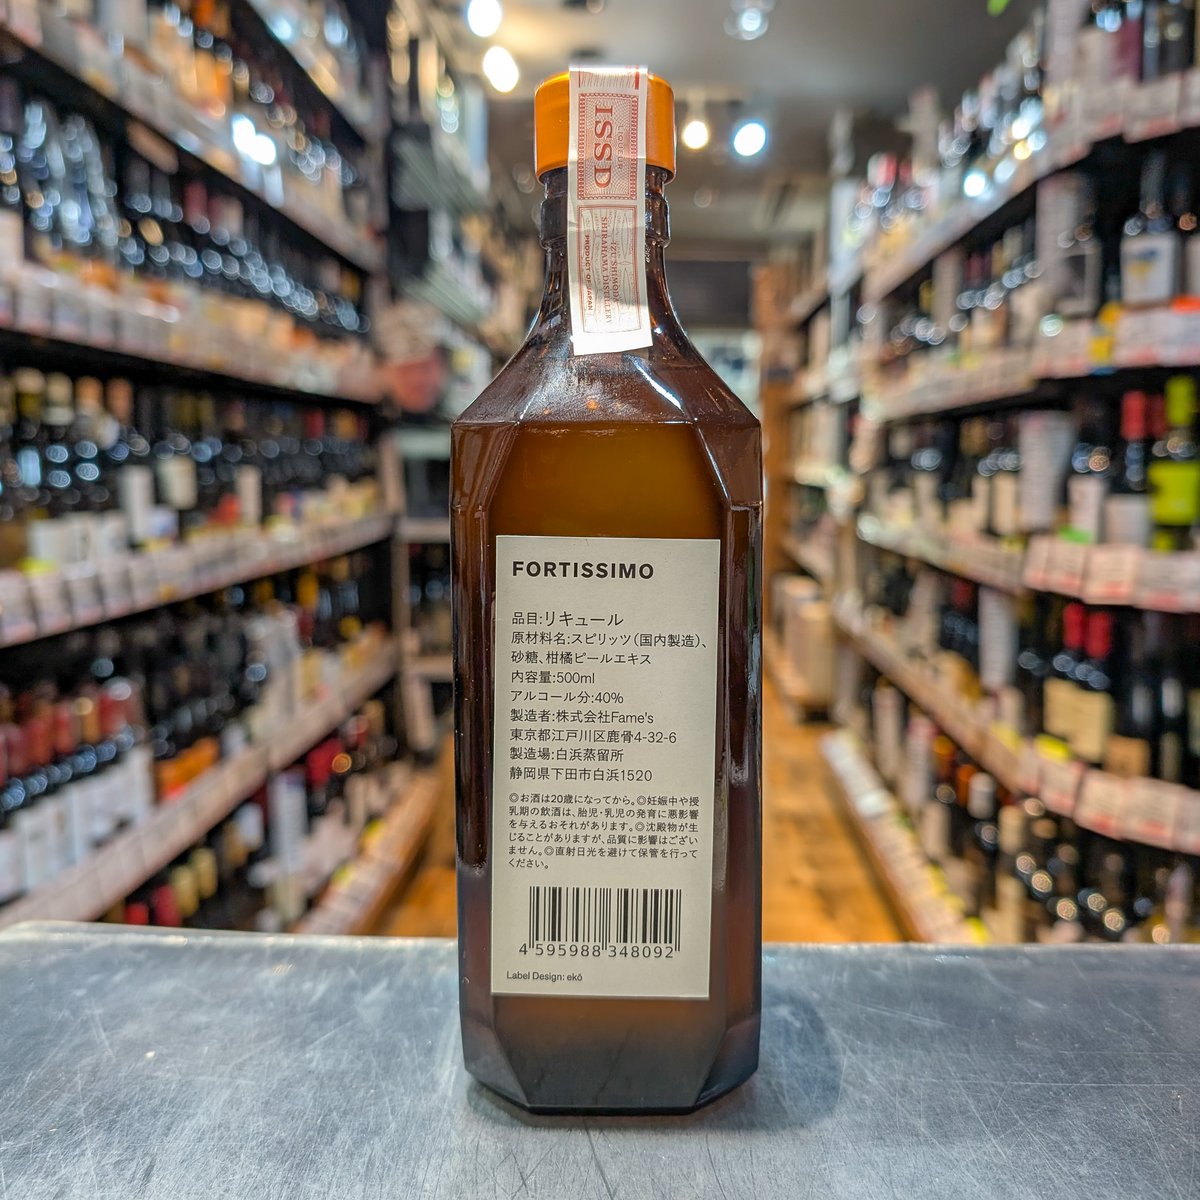 LIQUEUR
ISSD
IZU SHIMODA
SHIRAHAMA DISTILLERY
PRODUCT OF JAPAN
FORTISSIMO
品目:リキュール
原材料名:スピリッツ(国内製造)、
砂糖、柑橘ピールエキス
内容量:500ml
アルコール分:40%
製造者:株式会社Fame's
東京都江戸川区鹿骨4-32-6
製造場:白浜蒸留所
静岡県下田市白浜1520
◎お酒は20歳になってから。◎妊娠中や授
乳期の飲酒は、胎児・乳児の発育に悪影響
を与えるおそれがあります。◎沈殿物が生
じることがありますが、品質に影響はござい
ません。◎直射日光を避けて保管を行って
ください。
4 595988 348092
Label Design: ekō